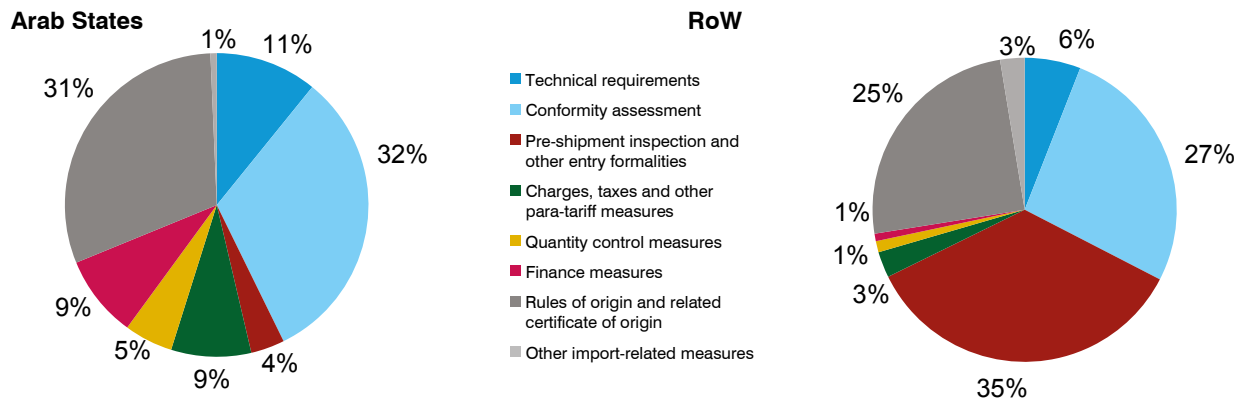 Arab States
1%
11%
31%
32%
9%
5%
9%
4%
Technical requirements
Conformity assessment
Pre-shipment inspection and
other entry formalities
Charges, taxes and other
para-tariff measures
Quantity control measures
Finance measures
Rules of origin and related
certificate of origin
Other import-related measures
RoW
3%
6%
25%
27%
1%
1%
3%
35%